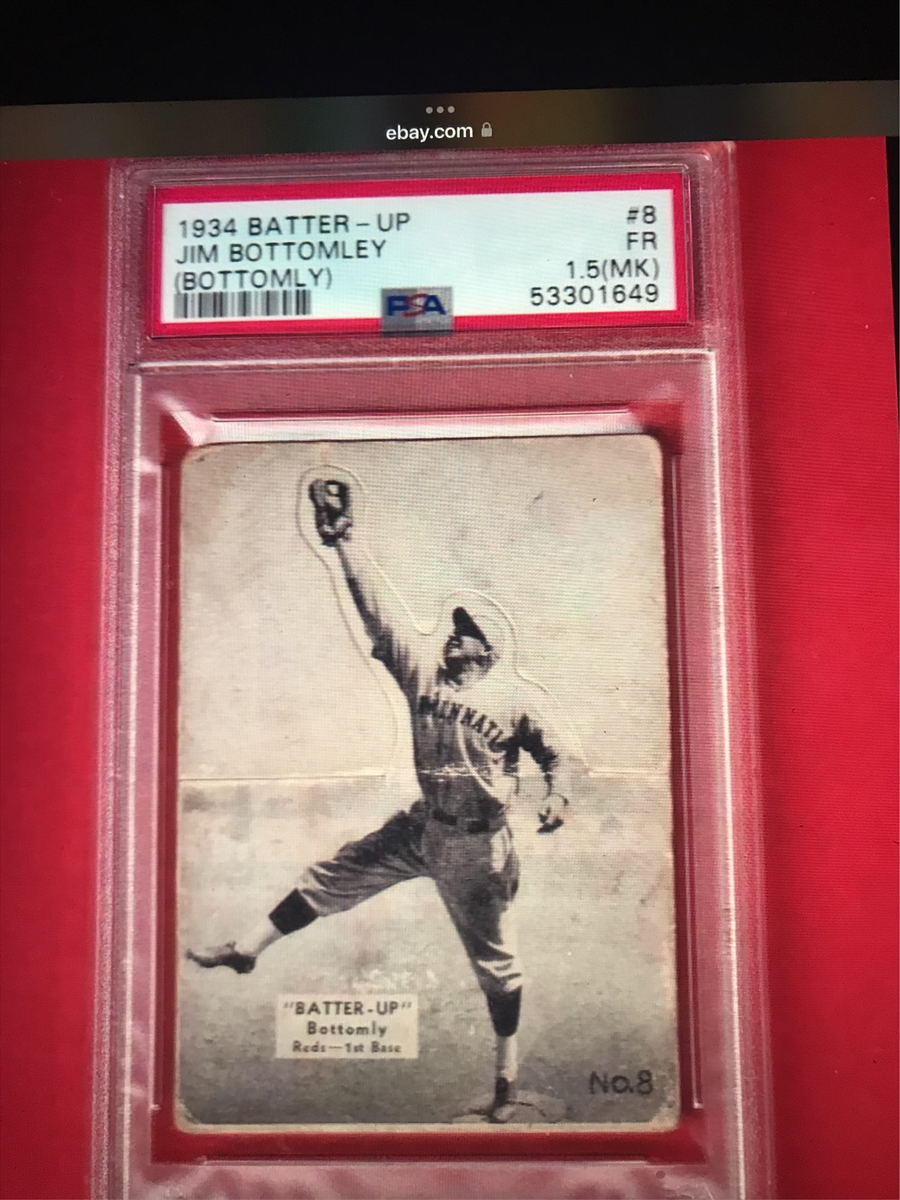 ebay.com
1934 BATTER-UP #8
JIM BOTTOMLEY FR
(BOTTOMLY) 1.5(MK)
PSA 53301649
"BATTER-UP"
Bottomly
Reds—1st Base
No.8